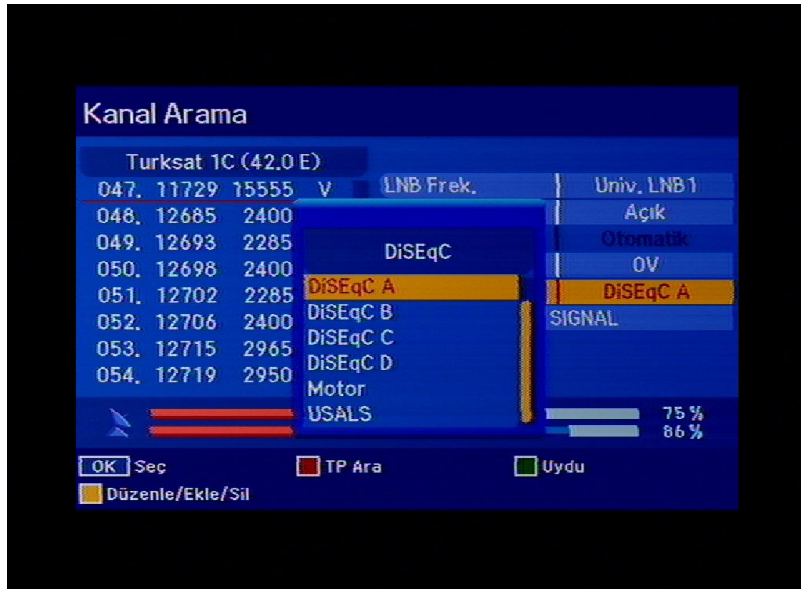 Kanal Arama
Turksat 1C (42.0 E)
047. 11729 15555 V LNB Frek. Univ. LNB1
048. 12685 2400 Açık
049. 12693 2285 DiSEqC Otomatik
050. 12698 2400 0V
051. 12702 2285 DiSEqC A DiSEqC A
052. 12706 2400 DiSEqC B SIGNAL
053. 12715 2965 DiSEqC C
054. 12719 2950 DiSEqC D
Motor
USALS 75 %
86 %
OK Seç TP Ara Uydu
Düzenle/Ekle/Sil